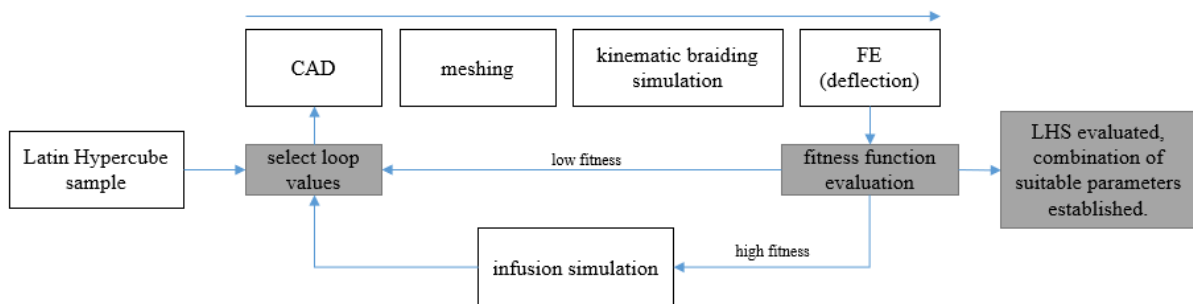 CAD
meshing
kinematic braiding
simulation
FE
(deflection)
Latin Hypercube
sample
select loop
values
low fitness
fitness function
evaluation
LHS evaluated,
combination of
suitable parameters
established.
infusion simulation
high fitness